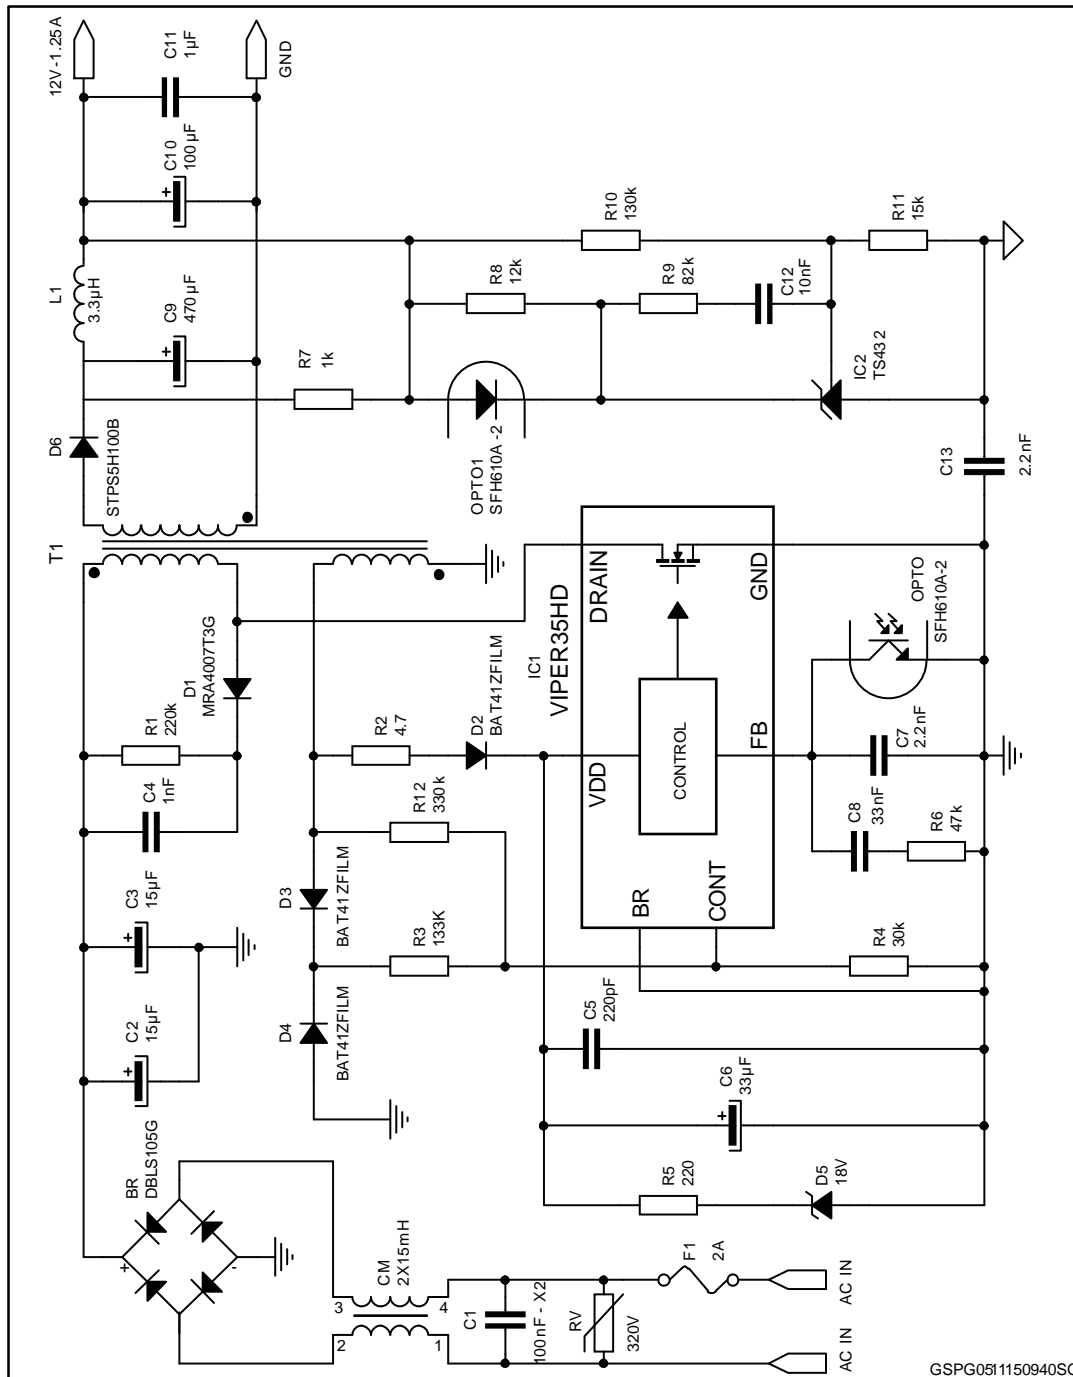 12V-1.25A
C11
1µF
GND
C10
100µF
L1
3.3µH
C9
470µF
R10
130k
R11
15k
R8
12k
R9
82k
C12
10nF
R7
1k
IC2
TS432
D6
STPS5H100B
OPTO1
SFH610A-2
C13
2.2nF
T1
DRAIN
GND
OPTO
SFH610A-2
D1
MRA4007T3G
IC1
VIPER35HD
R1
220k
R2
4.7
D2
BAT41ZFILM
VDD
CONTROL
FB
C7
2.2nF
C4
1nF
R12
330k
C8
33nF
R6
47k
C3
15µF
D3
BAT41ZFILM
R3
133K
BR
CONT
R4
30k
C2
15µF
D4
BAT41ZFILM
C5
220pF
C6
33µF
BR
DBLS105G
+
-
R5
220
D5
18V
CM
2X15mH
3
4
2
1
C1
100nF - X2
RV
320V
F1
2A
AC IN
AC IN